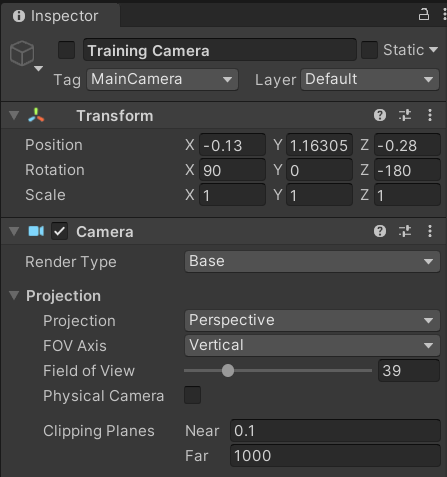 Inspector
Training Camera Static
Tag MainCamera Layer Default
Transform
Position X -0.13 Y 1.16305 Z -0.28
Rotation X 90 Y 0 Z -180
Scale X 1 Y 1 Z 1
Camera
Render Type Base
Projection
Projection Perspective
FOV Axis Vertical
Field of View 39
Physical Camera
Clipping Planes Near 0.1
Far 1000